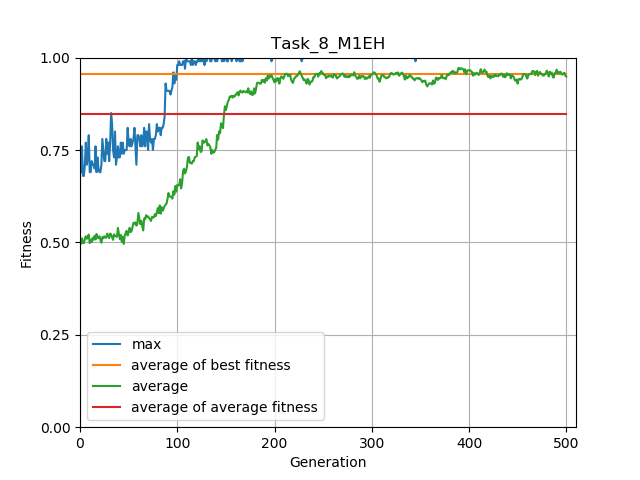 Task_8_M1EH
1.00
0.75
0.50
0.25
0.00
Fitness
max
average of best fitness
average
average of average fitness
0
100
200
300
400
500
Generation